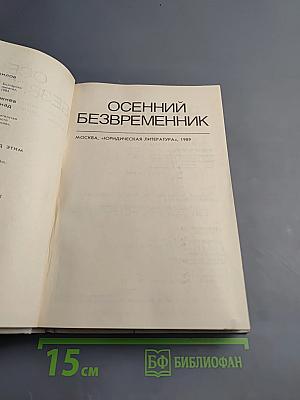 ОСЕННИЙ
БЕЗВРЕМЕННИК
МОСКВА, «ЮРИДИЧЕСКАЯ ЛИТЕРАТУРА», 1989
15 см
БФ БИБЛИОФАН